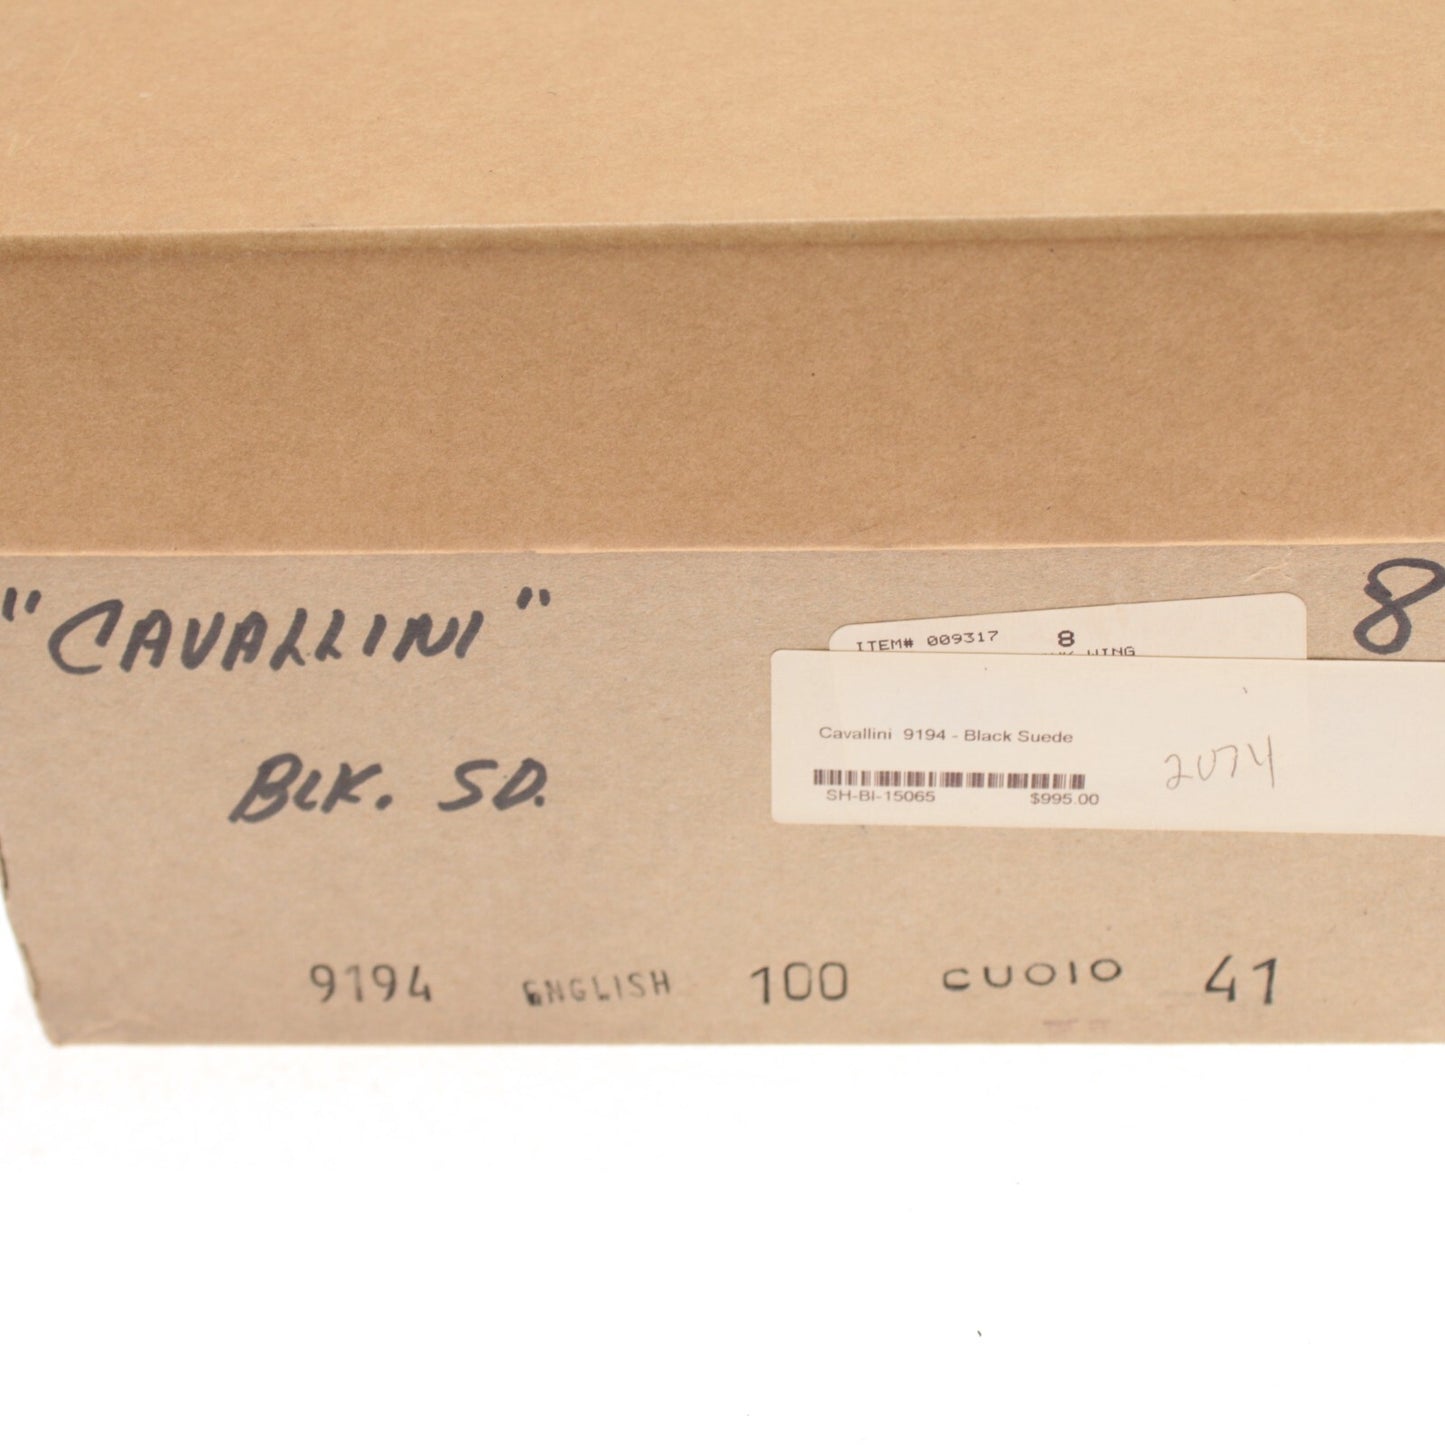 "CAVALLINI"
8
BLK. SD.
ITEM# 009317 8
WING
Cavallini 9194 - Black Suede
2074
SH-BI-15065 $995.00
9194 ENGLISH 100 CUOIO 41